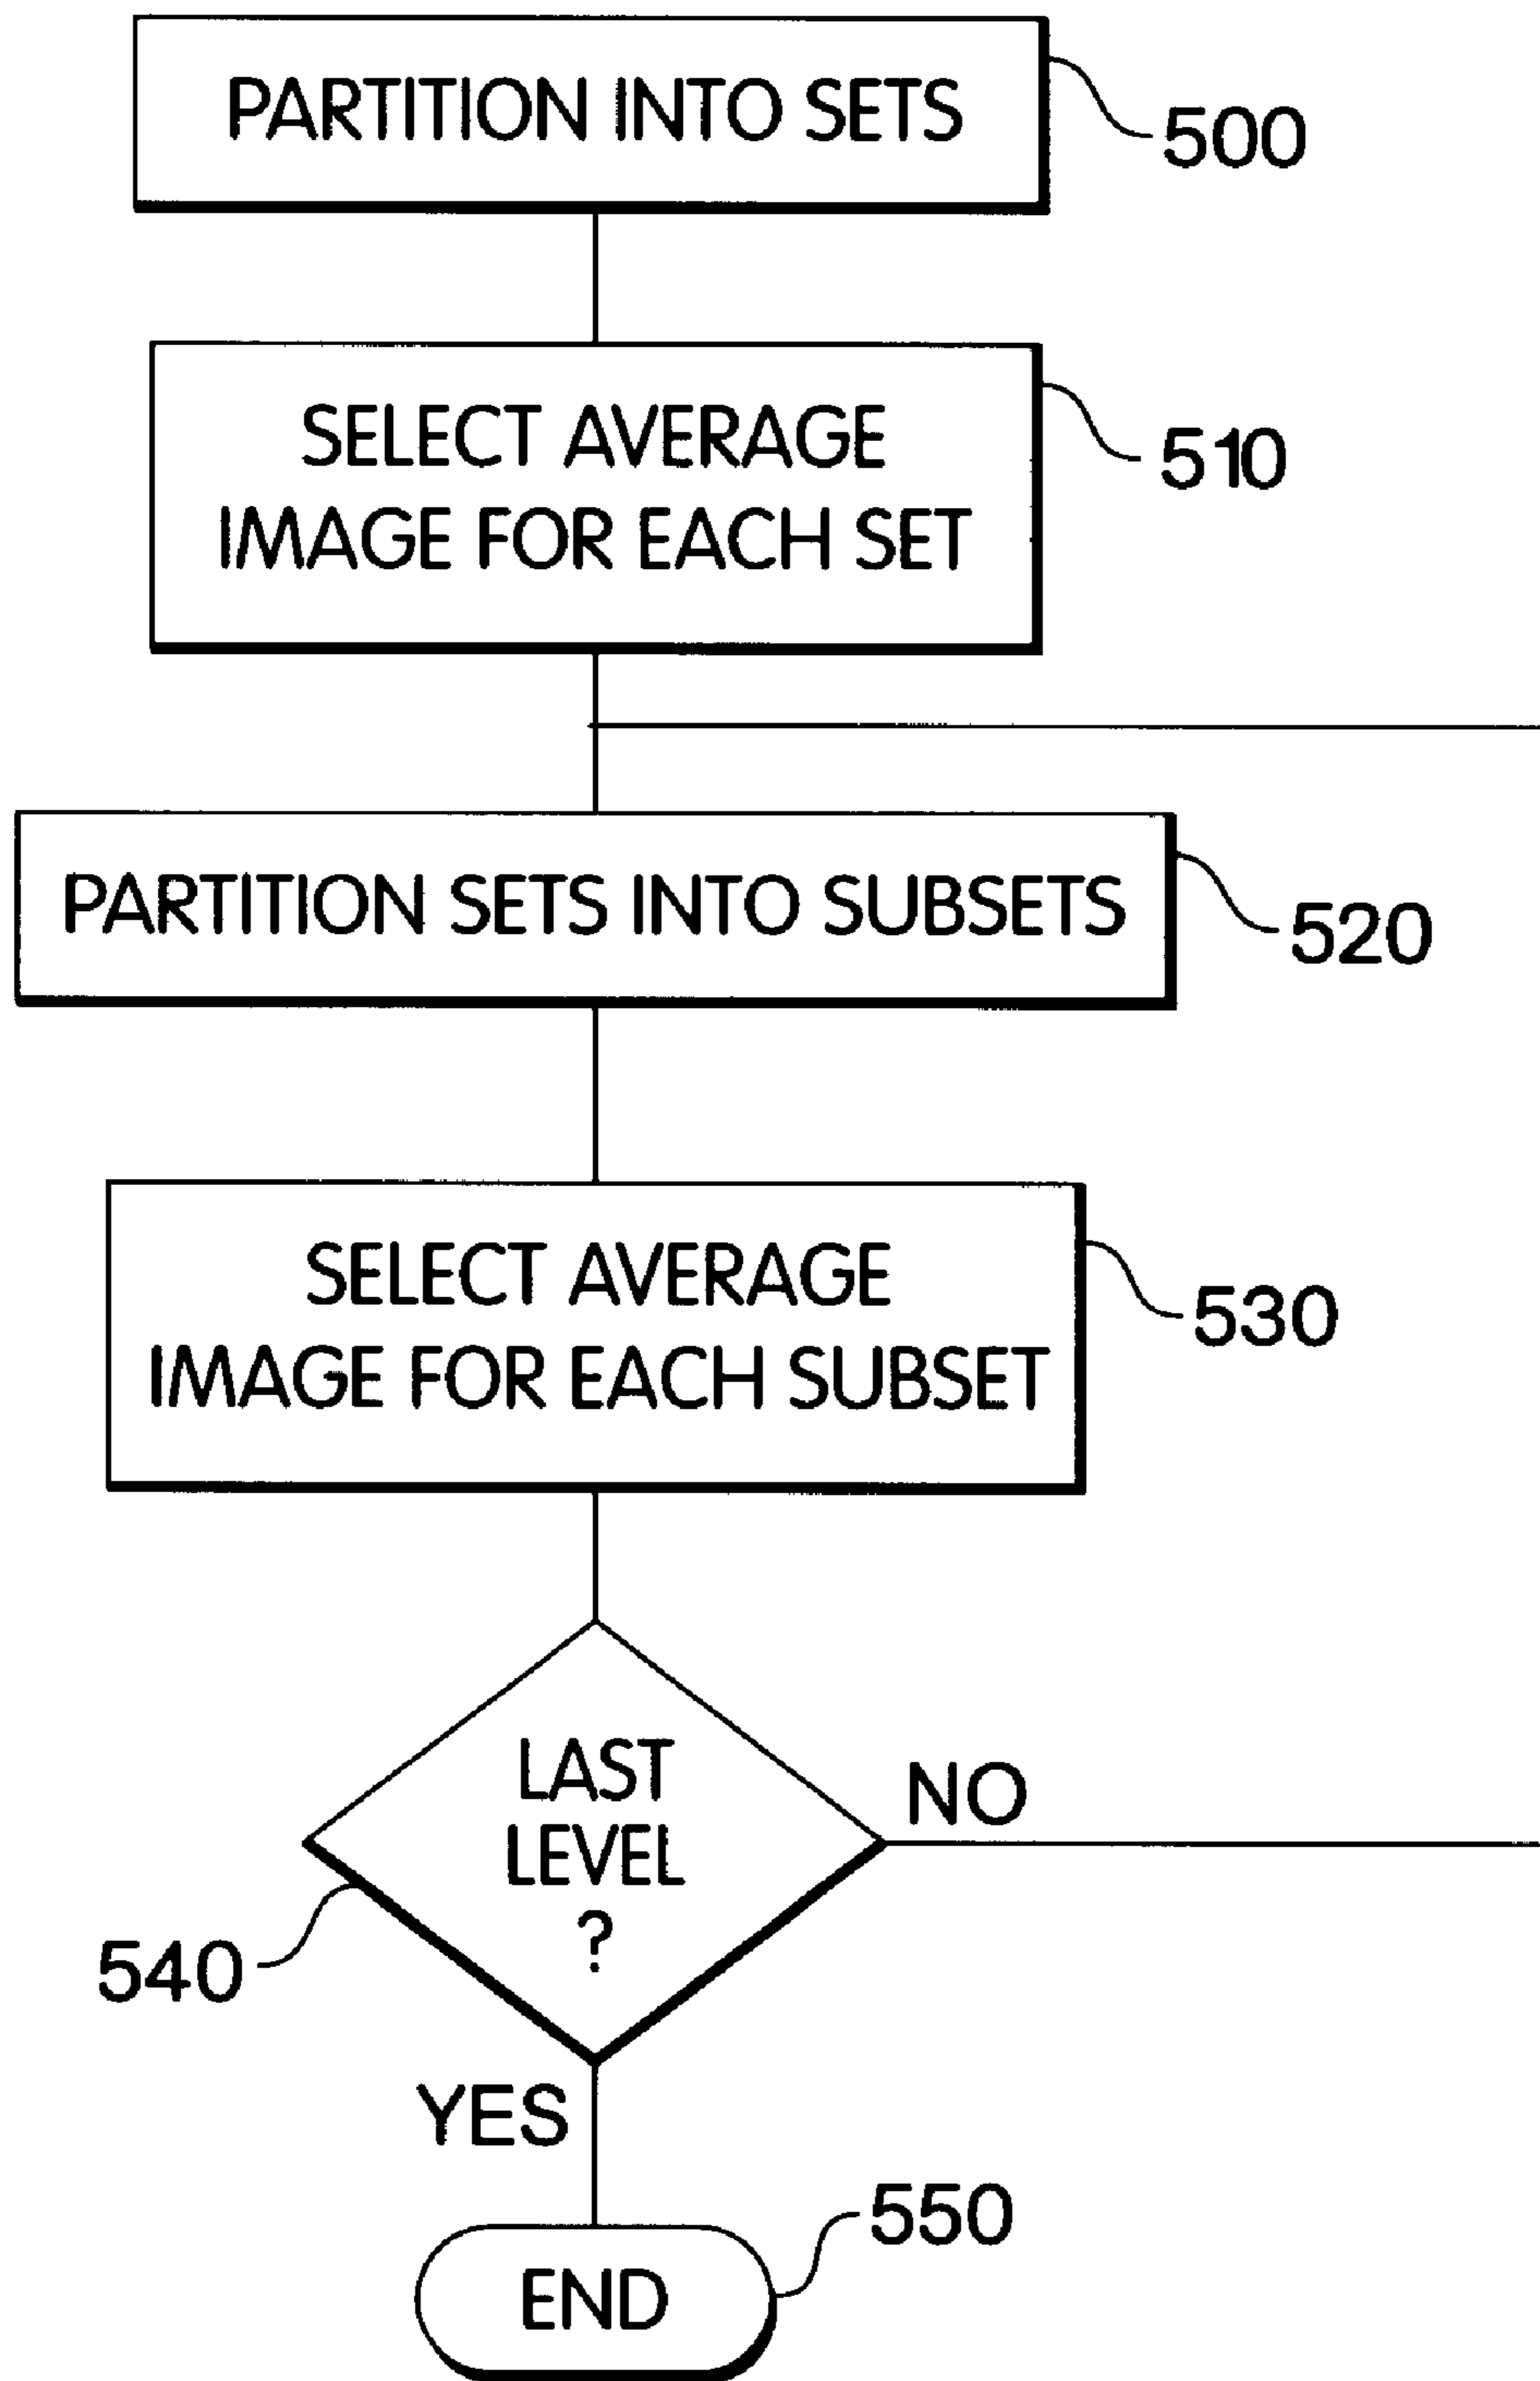 PARTITION INTO SETS
500
SELECT AVERAGE
IMAGE FOR EACH SET
510
PARTITION SETS INTO SUBSETS
520
SELECT AVERAGE
IMAGE FOR EACH SUBSET
530
LAST
LEVEL
?
NO
540
YES
550
END